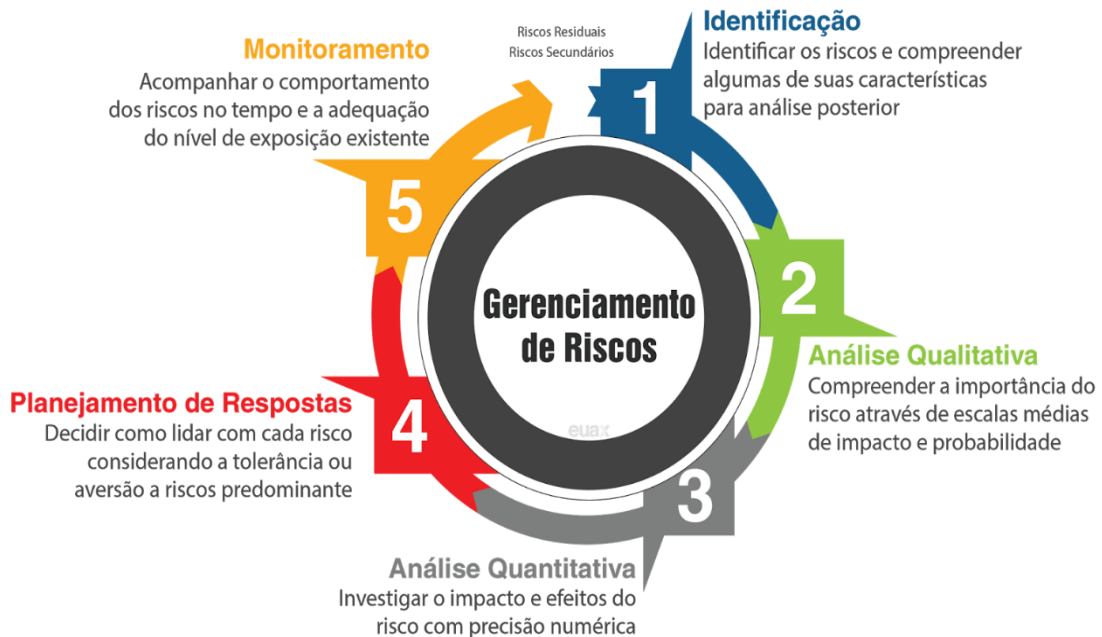 Riscos Residuais
Riscos Secundários
1
Identificação
Identificar os riscos e compreender
algumas de suas características
para análise posterior
2
Análise Qualitativa
Compreender a importância do
risco através de escalas médias
de impacto e probabilidade
3
Análise Quantitativa
Investigar o impacto e efeitos do
risco com precisão numérica
4
Planejamento de Respostas
Decidir como lidar com cada risco
considerando a tolerância ou
aversão a riscos predominante
5
Monitoramento
Acompanhar o comportamento
dos riscos no tempo e a adequação
do nível de exposição existente
Gerenciamento
de Riscos
euax